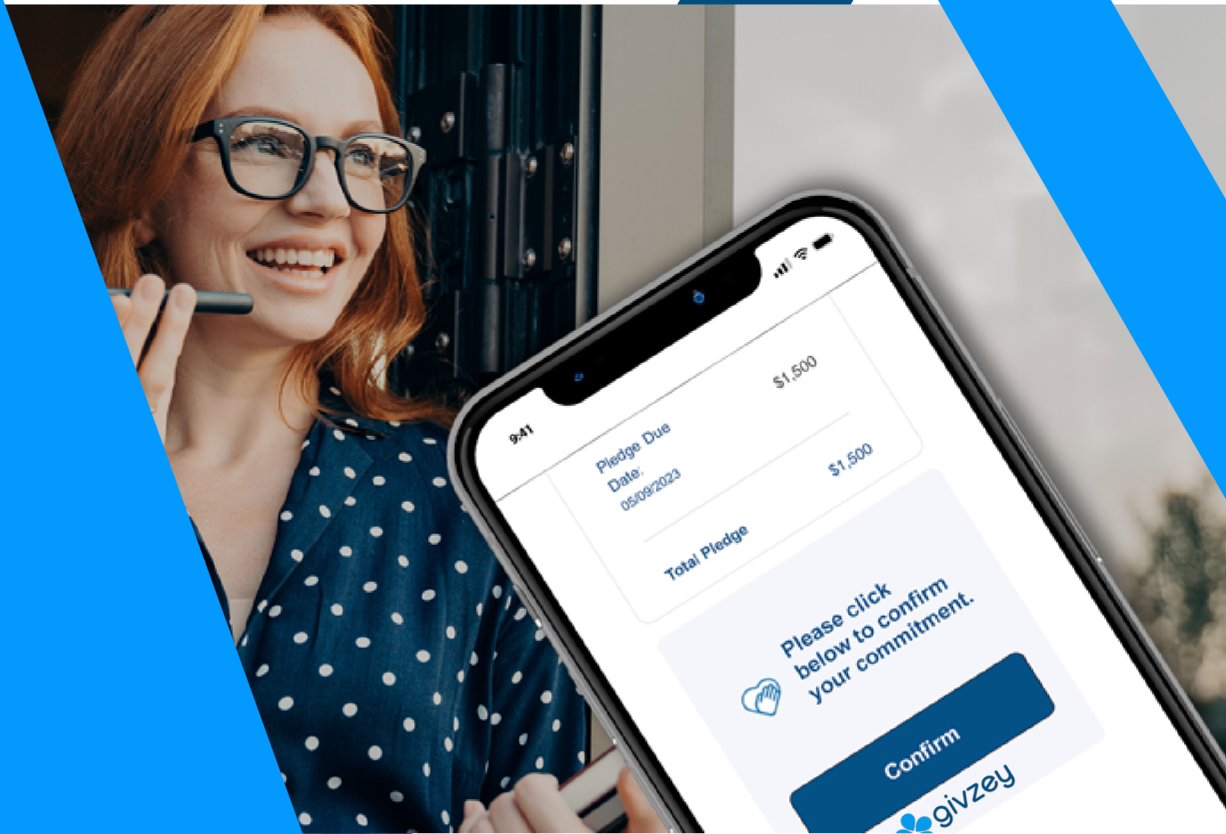 9:41
$1,500
Pledge Due
Date:
05/09/2023
Total Pledge
$1,500
Please click
below to confirm
your commitment.
Confirm
givzey